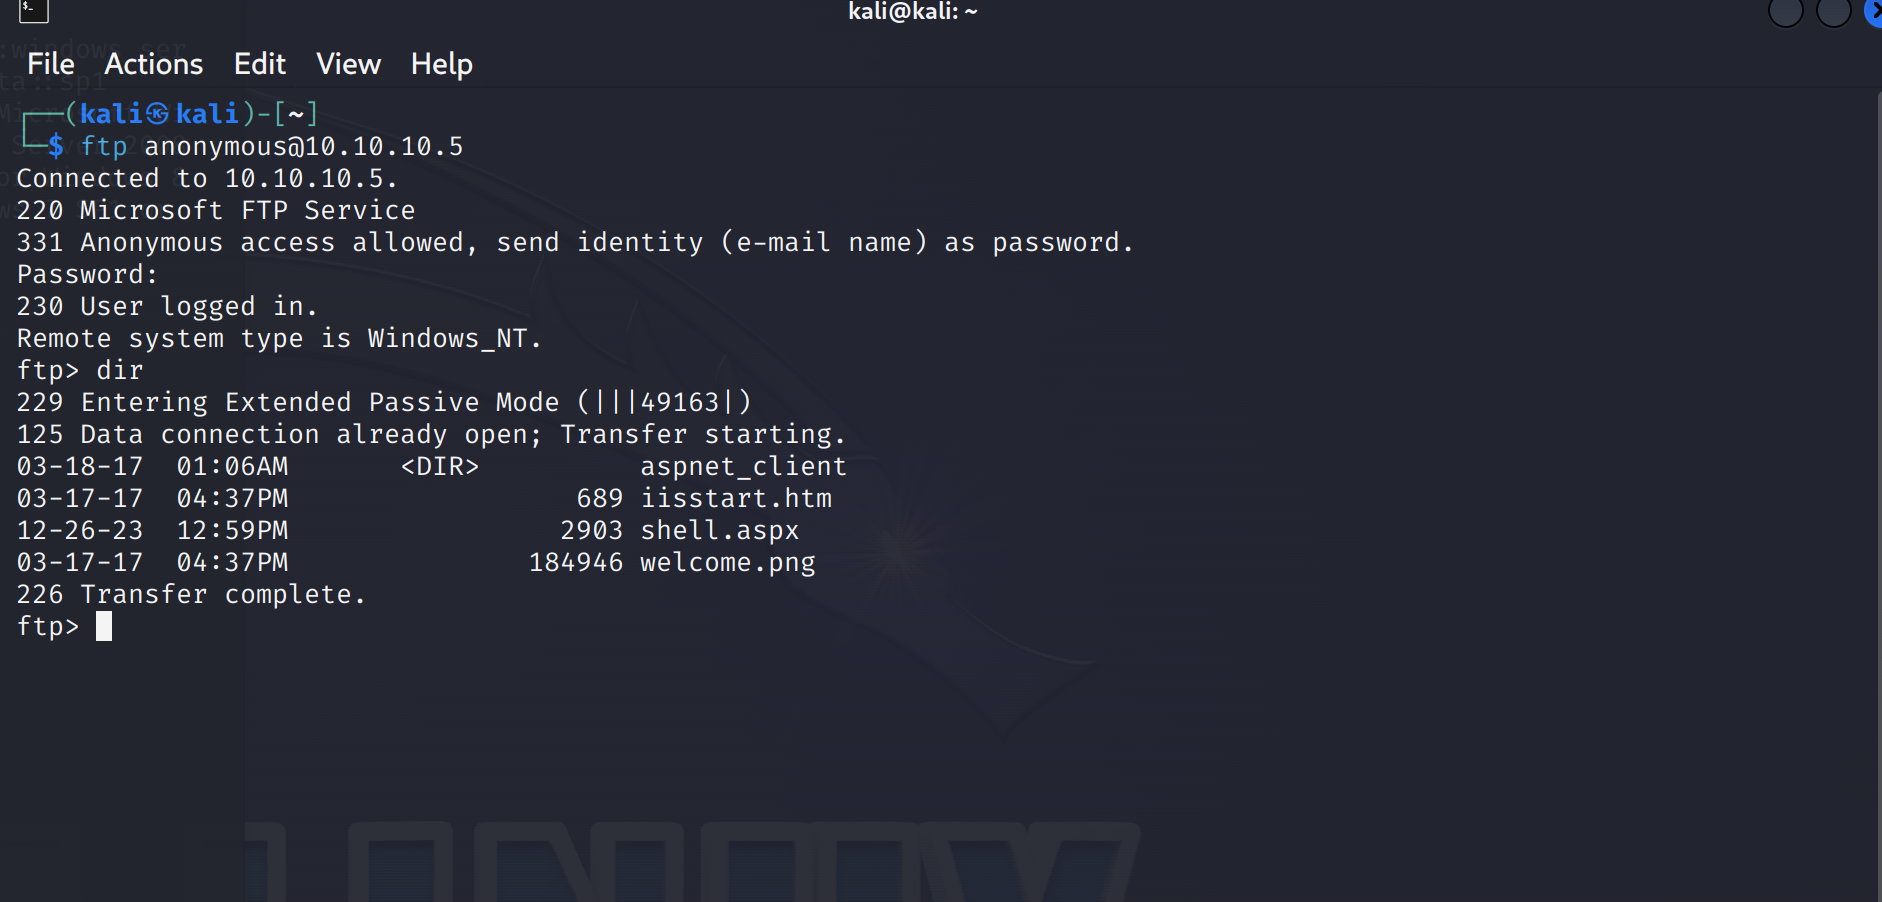 kali@kali: ~
File Actions Edit View Help
(kali㉿kali)-[~]
$ ftp anonymous@10.10.10.5
Connected to 10.10.10.5.
220 Microsoft FTP Service
331 Anonymous access allowed, send identity (e-mail name) as password.
Password:
230 User logged in.
Remote system type is Windows_NT.
ftp> dir
229 Entering Extended Passive Mode (|||49163|)
125 Data connection already open; Transfer starting.
03-18-17  01:06AM       <DIR>          aspnet_client
03-17-17  04:37PM                  689 iisstart.htm
12-26-23  12:59PM                 2903 shell.aspx
03-17-17  04:37PM               184946 welcome.png
226 Transfer complete.
ftp>